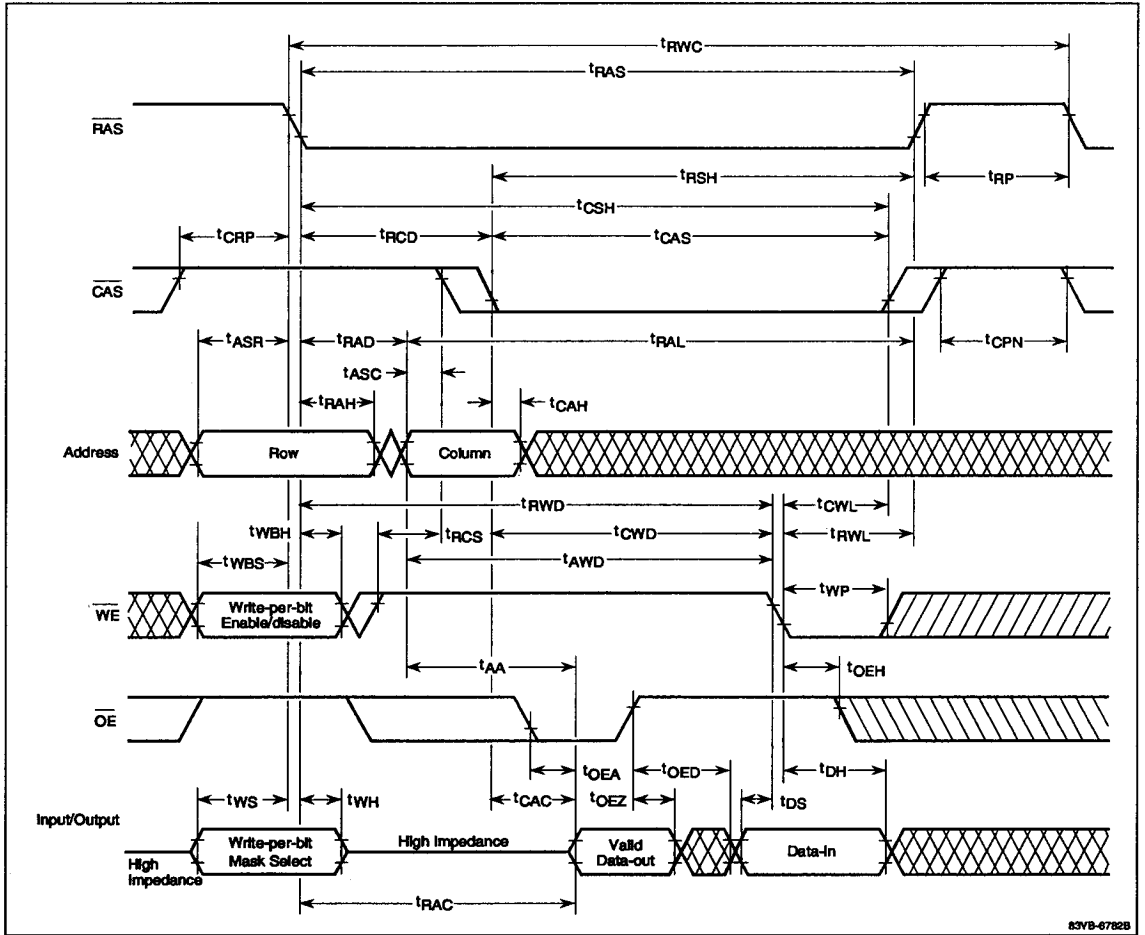 tRWC
tRAS
RAS
tRSH
tRP
tCSH
tCRP
tRCD
tCAS
CAS
tASR
tRAD
tRAL
tCPN
tASC
tRAH
tCAH
Address
Row
Column
tRWD
tCWL
tWBH
tRCS
tCWD
tRWL
tWBS
tAWD
tWP
WE
Write-per-bit
Enable/disable
tAA
tOEH
OE
tOEA
tOED
tDH
tWS
tWH
tCAC
tOEZ
tDS
Input/Output
High
Impedance
Write-per-bit
Mask Select
High Impedance
Valid
Data-out
Data-In
tRAC
83YB-6782B